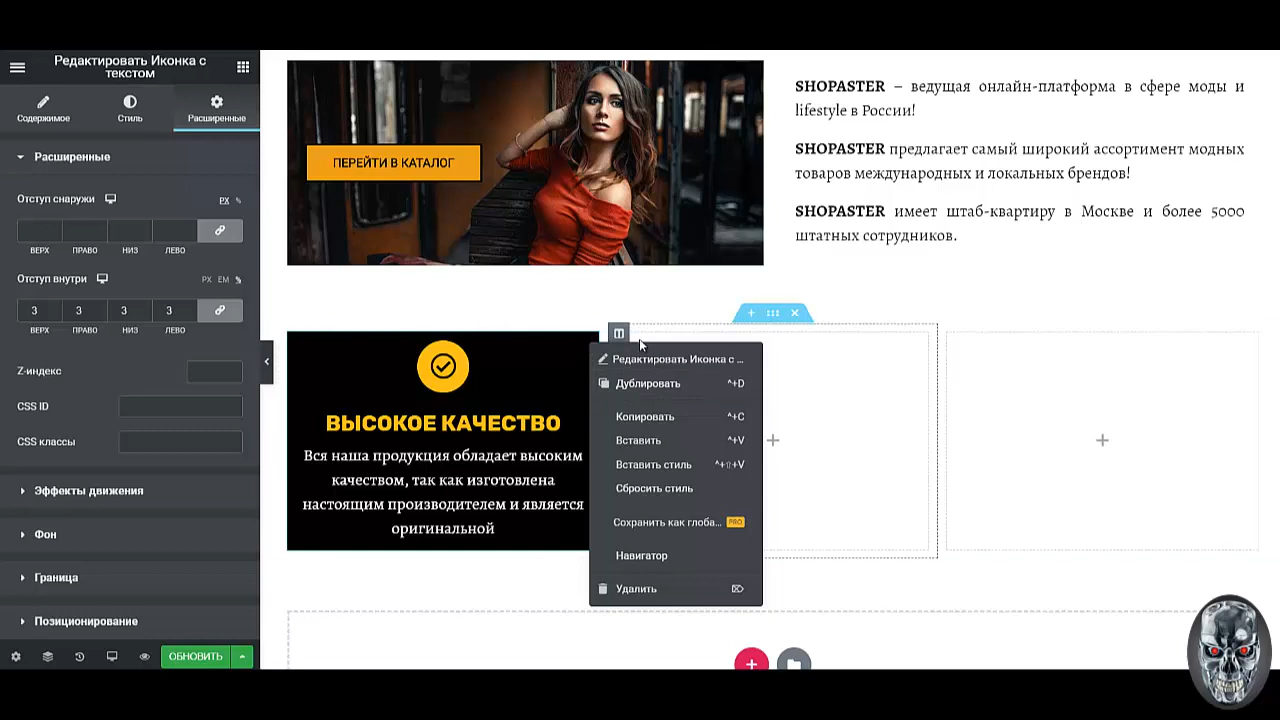 Редактировать Иконка с
текстом
Содержимое
Стиль
Расширенные
Расширенные
Отступ снаружи
PX %
ВЕРХ ПРАВО НИЗ ЛЕВО
Отступ внутри
PX EM %
3 3 3 3
ВЕРХ ПРАВО НИЗ ЛЕВО
Z-индекс
CSS ID
CSS классы
Эффекты движения
Фон
Граница
Позиционирование
ОБНОВИТЬ
ПЕРЕЙТИ В КАТАЛОГ
SHOPASTER – ведущая онлайн-платформа в сфере моды и
lifestyle в России!
SHOPASTER предлагает самый широкий ассортимент модных
товаров международных и локальных брендов!
SHOPASTER имеет штаб-квартиру в Москве и более 5000
штатных сотрудников.
ВЫСОКОЕ КАЧЕСТВО
Вся наша продукция обладает высоким
качеством, так как изготовлена
настоящим производителем и является
оригинальной
Редактировать Иконка с ...
Дублировать ^+D
Копировать ^+C
Вставить ^+V
Вставить стиль ^+⇧+V
Сбросить стиль
Сохранить как глоба... PRO
Навигатор
Удалить ⌦